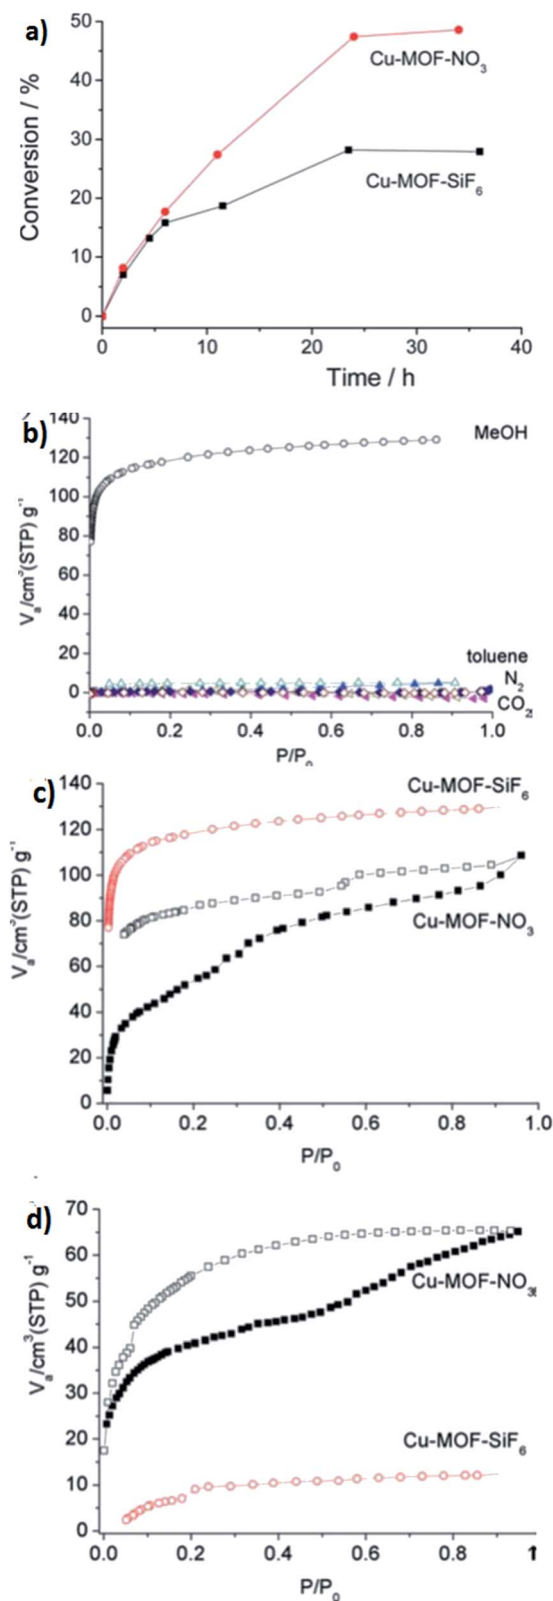 a)
50
40
30
20
10
0
Conversion / %
Cu-MOF-NO3
Cu-MOF-SiF6
0 10 20 30 40
Time / h
b)
140
120
100
80
60
40
20
0
Va/cm3(STP) g-1
MeOH
toluene
N2
CO2
0.0 0.2 0.4 0.6 0.8 1.0
P/P0
c)
140
120
100
80
60
40
20
0
Va/cm3(STP) g-1
Cu-MOF-SiF6
Cu-MOF-NO3
0.0 0.2 0.4 0.6 0.8 1.0
P/P0
d)
70
60
50
40
30
20
10
0
Va/cm3(STP) g-1
Cu-MOF-NO3
Cu-MOF-SiF6
0.0 0.2 0.4 0.6 0.8 1
P/P0